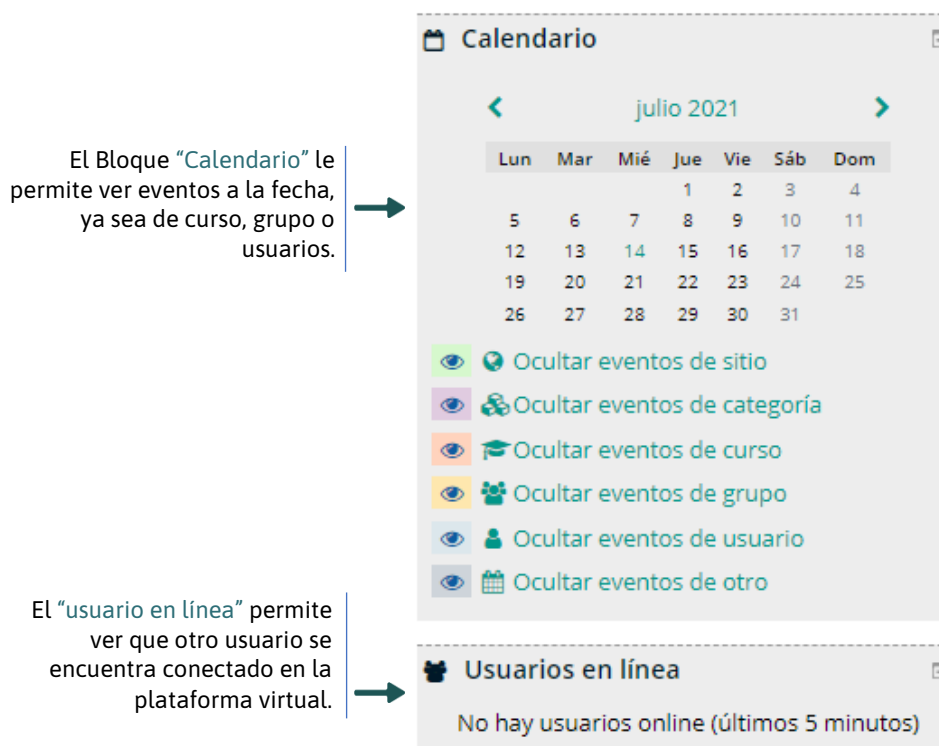 Calendario
julio 2021
El Bloque “Calendario” le
permite ver eventos a la fecha,
ya sea de curso, grupo o
usuarios.
Lun Mar Mié Jue Vie Sáb Dom
1 2 3 4
5 6 7 8 9 10 11
12 13 14 15 16 17 18
19 20 21 22 23 24 25
26 27 28 29 30 31
Ocultar eventos de sitio
Ocultar eventos de categoría
Ocultar eventos de curso
Ocultar eventos de grupo
Ocultar eventos de usuario
Ocultar eventos de otro
El “usuario en línea” permite
ver que otro usuario se
encuentra conectado en la
plataforma virtual.
Usuarios en línea
No hay usuarios online (últimos 5 minutos)